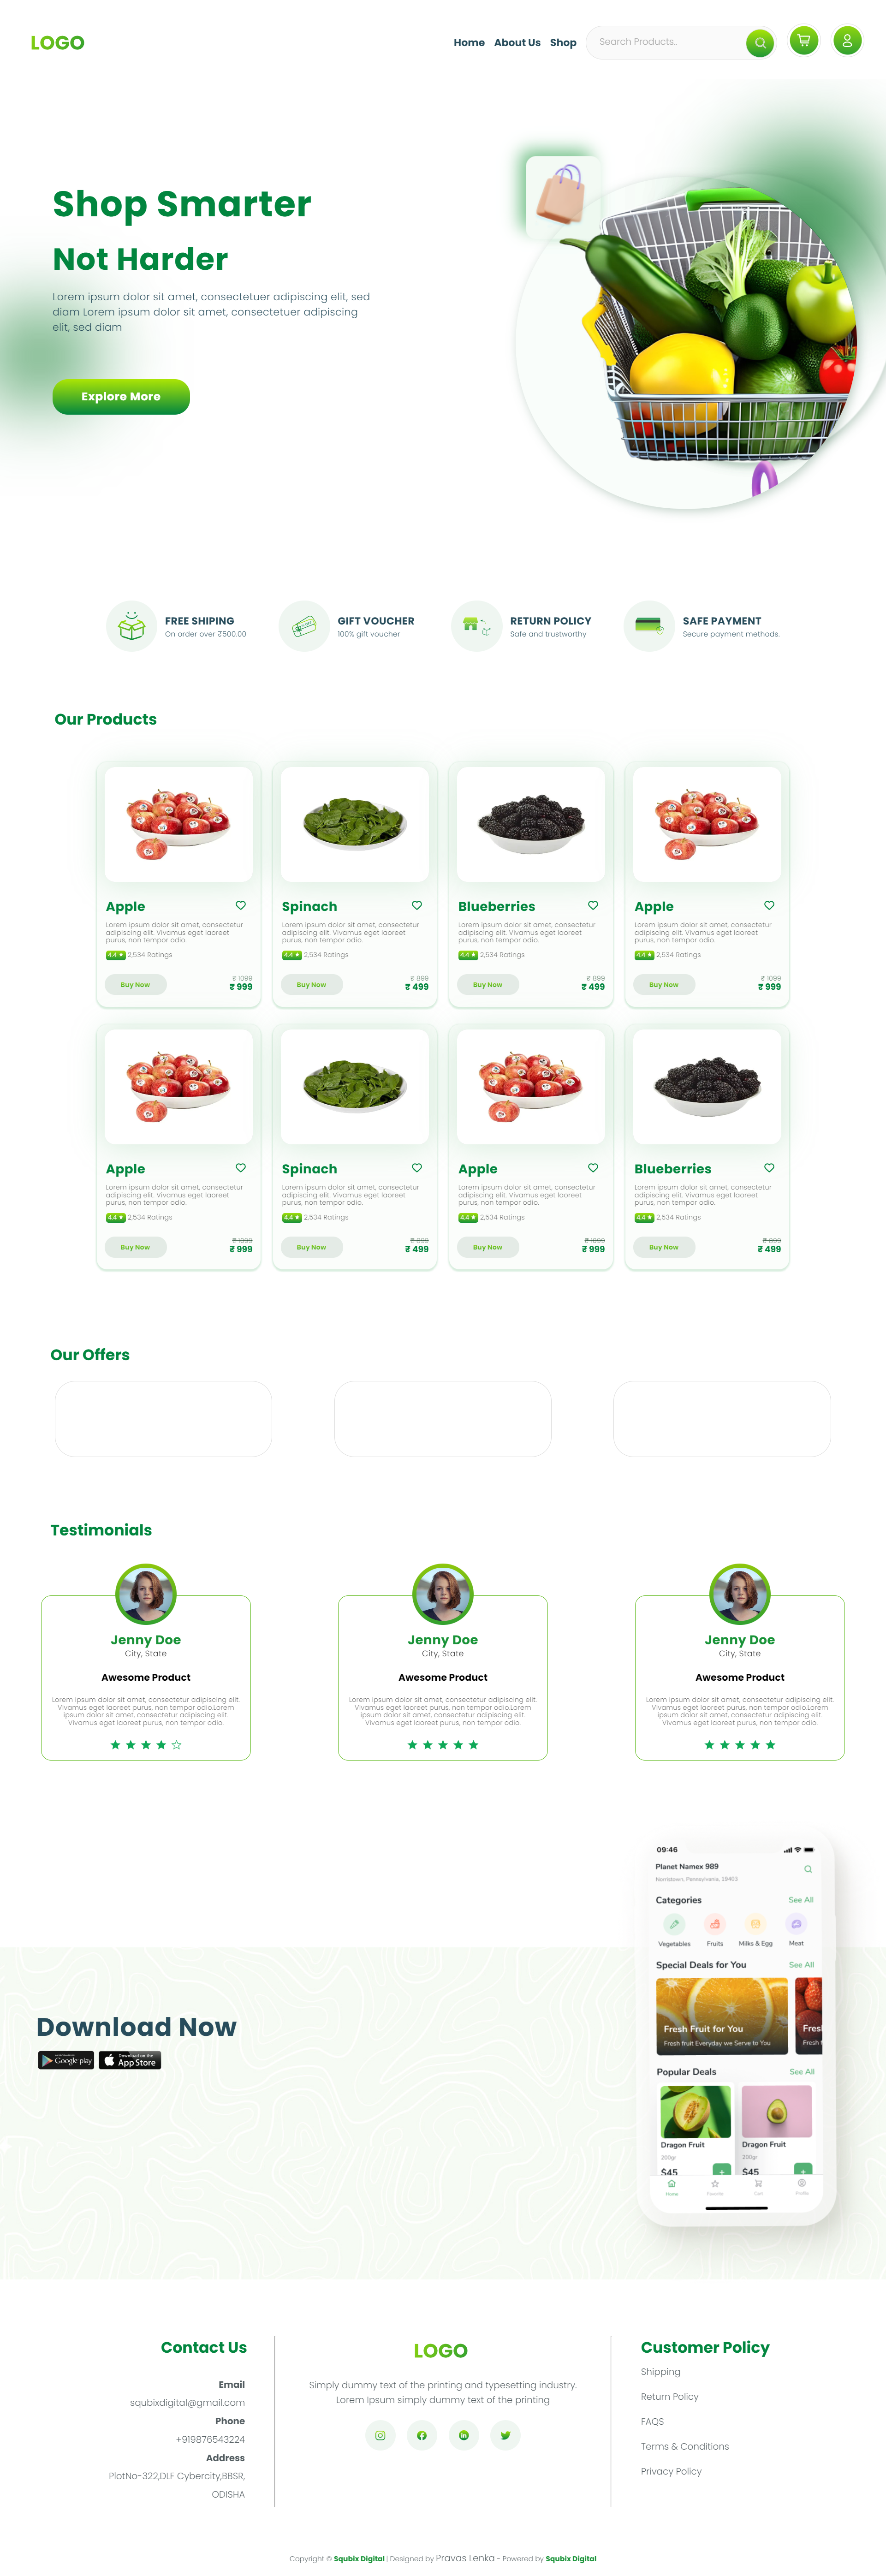 LOGO
Home About Us Shop Search Products..
Shop Smarter
Not Harder
Lorem ipsum dolor sit amet, consectetuer adipiscing elit, sed
diam Lorem ipsum dolor sit amet, consectetuer adipiscing
elit, sed diam
Explore More
FREE SHIPING
On order over ₹500.00
GIFT VOUCHER
100% gift voucher
RETURN POLICY
Safe and trustworthy
SAFE PAYMENT
Secure payment methods.
Our Products
Apple
Lorem ipsum dolor sit amet, consectetur
adipiscing elit. Vivamus eget laoreet
purus, non tempor odio.
4.4 ★ 2,534 Ratings
₹ 1099
Buy Now ₹ 999
Spinach
Lorem ipsum dolor sit amet, consectetur
adipiscing elit. Vivamus eget laoreet
purus, non tempor odio.
4.4 ★ 2,534 Ratings
₹ 899
Buy Now ₹ 499
Blueberries
Lorem ipsum dolor sit amet, consectetur
adipiscing elit. Vivamus eget laoreet
purus, non tempor odio.
4.4 ★ 2,534 Ratings
₹ 899
Buy Now ₹ 499
Apple
Lorem ipsum dolor sit amet, consectetur
adipiscing elit. Vivamus eget laoreet
purus, non tempor odio.
4.4 ★ 2,534 Ratings
₹ 1099
Buy Now ₹ 999
Apple
Lorem ipsum dolor sit amet, consectetur
adipiscing elit. Vivamus eget laoreet
purus, non tempor odio.
4.4 ★ 2,534 Ratings
₹ 1099
Buy Now ₹ 999
Spinach
Lorem ipsum dolor sit amet, consectetur
adipiscing elit. Vivamus eget laoreet
purus, non tempor odio.
4.4 ★ 2,534 Ratings
₹ 899
Buy Now ₹ 499
Apple
Lorem ipsum dolor sit amet, consectetur
adipiscing elit. Vivamus eget laoreet
purus, non tempor odio.
4.4 ★ 2,534 Ratings
₹ 1099
Buy Now ₹ 999
Blueberries
Lorem ipsum dolor sit amet, consectetur
adipiscing elit. Vivamus eget laoreet
purus, non tempor odio.
4.4 ★ 2,534 Ratings
₹ 899
Buy Now ₹ 499
Our Offers
Testimonials
Jenny Doe
City, State
Awesome Product
Lorem ipsum dolor sit amet, consectetur adipiscing elit.
Vivamus eget laoreet purus, non tempor odio.Lorem
ipsum dolor sit amet, consectetur adipiscing elit.
Vivamus eget laoreet purus, non tempor odio.
Jenny Doe
City, State
Awesome Product
Lorem ipsum dolor sit amet, consectetur adipiscing elit.
Vivamus eget laoreet purus, non tempor odio.Lorem
ipsum dolor sit amet, consectetur adipiscing elit.
Vivamus eget laoreet purus, non tempor odio.
Jenny Doe
City, State
Awesome Product
Lorem ipsum dolor sit amet, consectetur adipiscing elit.
Vivamus eget laoreet purus, non tempor odio.Lorem
ipsum dolor sit amet, consectetur adipiscing elit.
Vivamus eget laoreet purus, non tempor odio.
Download Now
Google play
Download on the
App Store
09:46
Planet Namex 989
Norristown, Pennsylvania, 19403
Categories See All
Vegetables Fruits Milks & Egg Meat
Special Deals for You See All
Fresh Fruit for You
Fresh fruit Everyday we Serve to You
Popular Deals See All
Dragon Fruit
200gr
$45
Dragon Fruit
200gr
$45
Home Favorite Cart Profile
Contact Us
Email
squbixdigital@gmail.com
Phone
+919876543224
Address
PlotNo-322,DLF Cybercity,BBSR,
ODISHA
LOGO
Simply dummy text of the printing and typesetting industry.
Lorem Ipsum simply dummy text of the printing
Customer Policy
Shipping
Return Policy
FAQS
Terms & Conditions
Privacy Policy
Copyright © Squbix Digital | Designed by Pravas Lenka - Powered by Squbix Digital